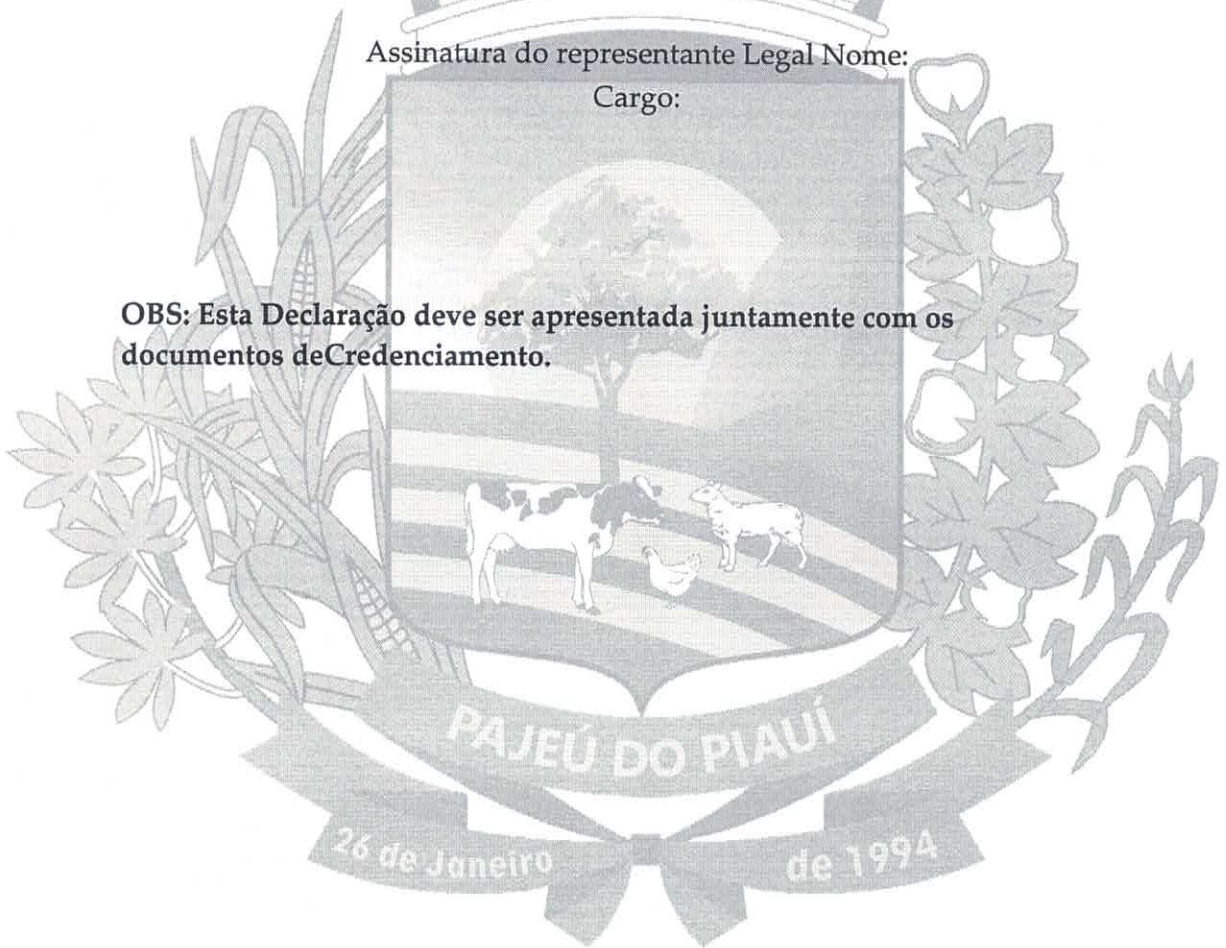 Assinatura do representante Legal Nome:
Cargo:
OBS: Esta Declaração deve ser apresentada juntamente com os
documentos deCredenciamento.
PAJEÚ DO PIAUÍ
26 de Janeiro de 1994